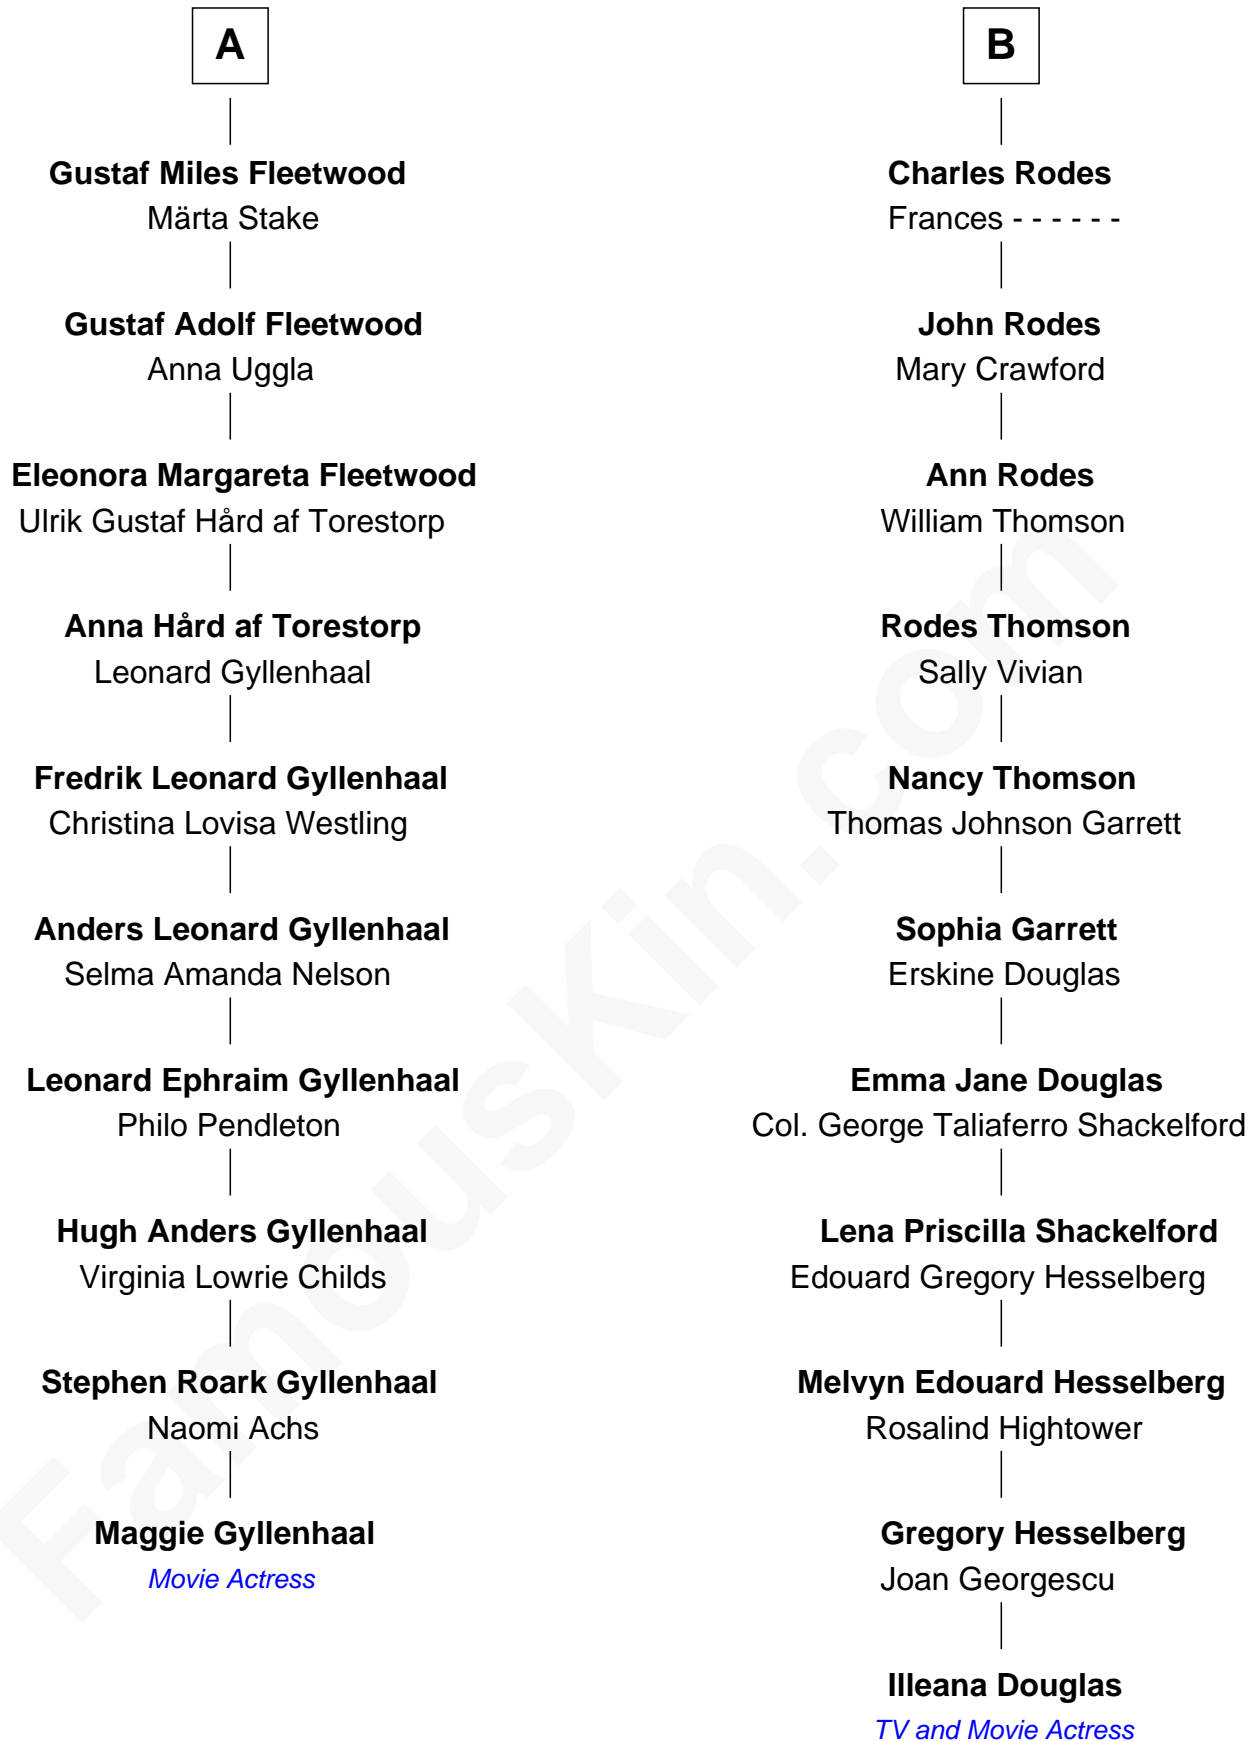 A
Gustaf Miles Fleetwood
Märta Stake
Gustaf Adolf Fleetwood
Anna Uggla
Eleonora Margareta Fleetwood
Ulrik Gustaf Hård af Torestorp
Anna Hård af Torestorp
Leonard Gyllenhaal
Fredrik Leonard Gyllenhaal
Christina Lovisa Westling
Anders Leonard Gyllenhaal
Selma Amanda Nelson
Leonard Ephraim Gyllenhaal
Philo Pendleton
Hugh Anders Gyllenhaal
Virginia Lowrie Childs
Stephen Roark Gyllenhaal
Naomi Achs
Maggie Gyllenhaal
Movie Actress
B
Charles Rodes
Frances - - - - - -
John Rodes
Mary Crawford
Ann Rodes
William Thomson
Rodes Thomson
Sally Vivian
Nancy Thomson
Thomas Johnson Garrett
Sophia Garrett
Erskine Douglas
Emma Jane Douglas
Col. George Taliaferro Shackelford
Lena Priscilla Shackelford
Edouard Gregory Hesselberg
Melvyn Edouard Hesselberg
Rosalind Hightower
Gregory Hesselberg
Joan Georgescu
Illeana Douglas
TV and Movie Actress
FamousKin.com